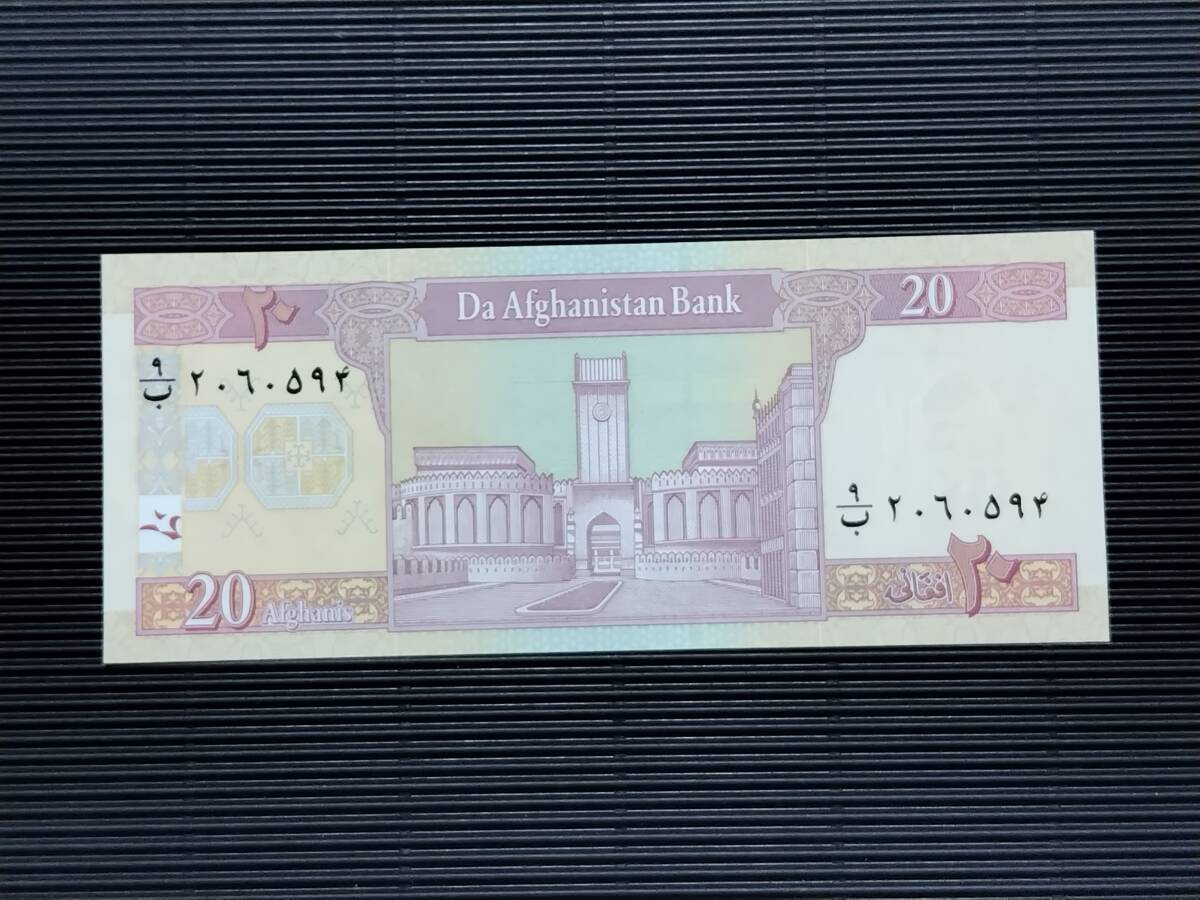 ۲۰
Da Afghanistan Bank
20
۹/ب ۲۰۶۰۵۹۴
۹/ب ۲۰۶۰۵۹۴
20 Afghanis
افغانی ۲۰